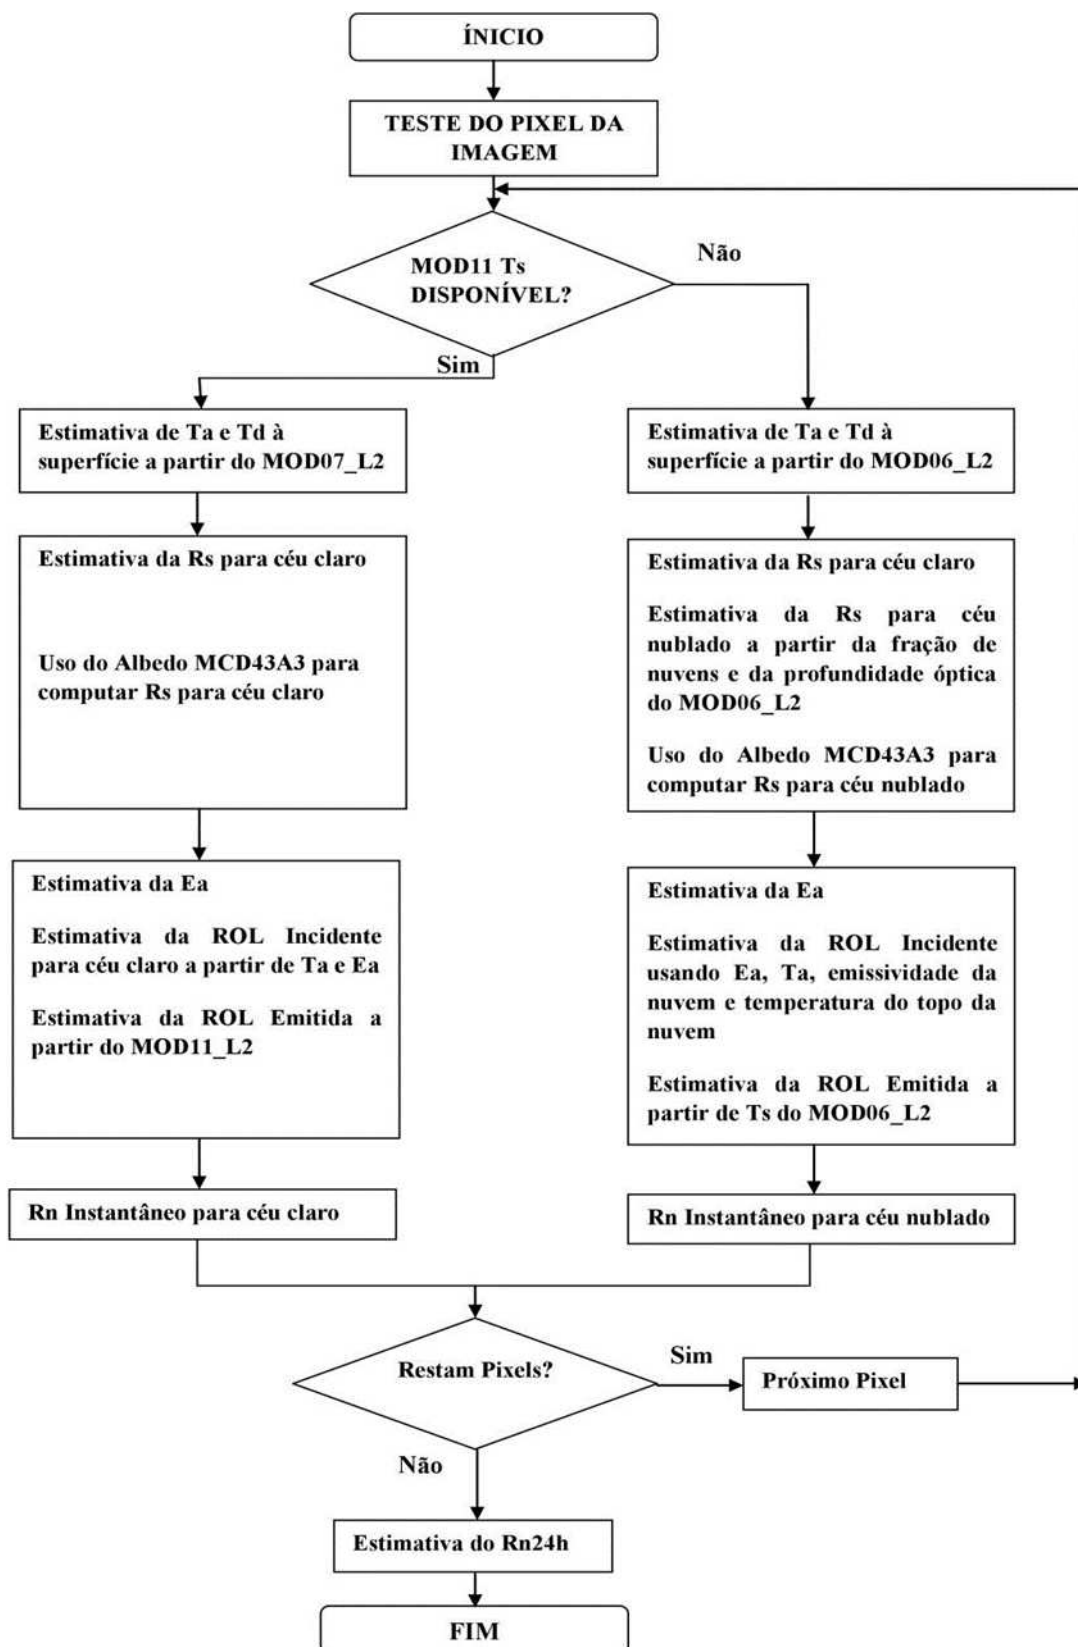 ÍNICIO
TESTE DO PIXEL DA
IMAGEM
MOD11 Ts
DISPONÍVEL?
Não
Sim
Estimativa de Ta e Td à
superfície a partir do MOD07_L2
Estimativa da Rs para céu claro
Uso do Albedo MCD43A3 para
computar Rs para céu claro
Estimativa da Ea
Estimativa da ROL Incidente
para céu claro a partir de Ta e Ea
Estimativa da ROL Emitida a
partir do MOD11_L2
Rn Instantâneo para céu claro
Estimativa de Ta e Td à
superfície a partir do MOD06_L2
Estimativa da Rs para céu claro
Estimativa da Rs para céu
nublado a partir da fração de
nuvens e da profundidade óptica
do MOD06_L2
Uso do Albedo MCD43A3 para
computar Rs para céu nublado
Estimativa da Ea
Estimativa da ROL Incidente
usando Ea, Ta, emissividade da
nuvem e temperatura do topo da
nuvem
Estimativa da ROL Emitida a
partir de Ts do MOD06_L2
Rn Instantâneo para céu nublado
Restam Pixels?
Sim
Próximo Pixel
Não
Estimativa do Rn24h
FIM